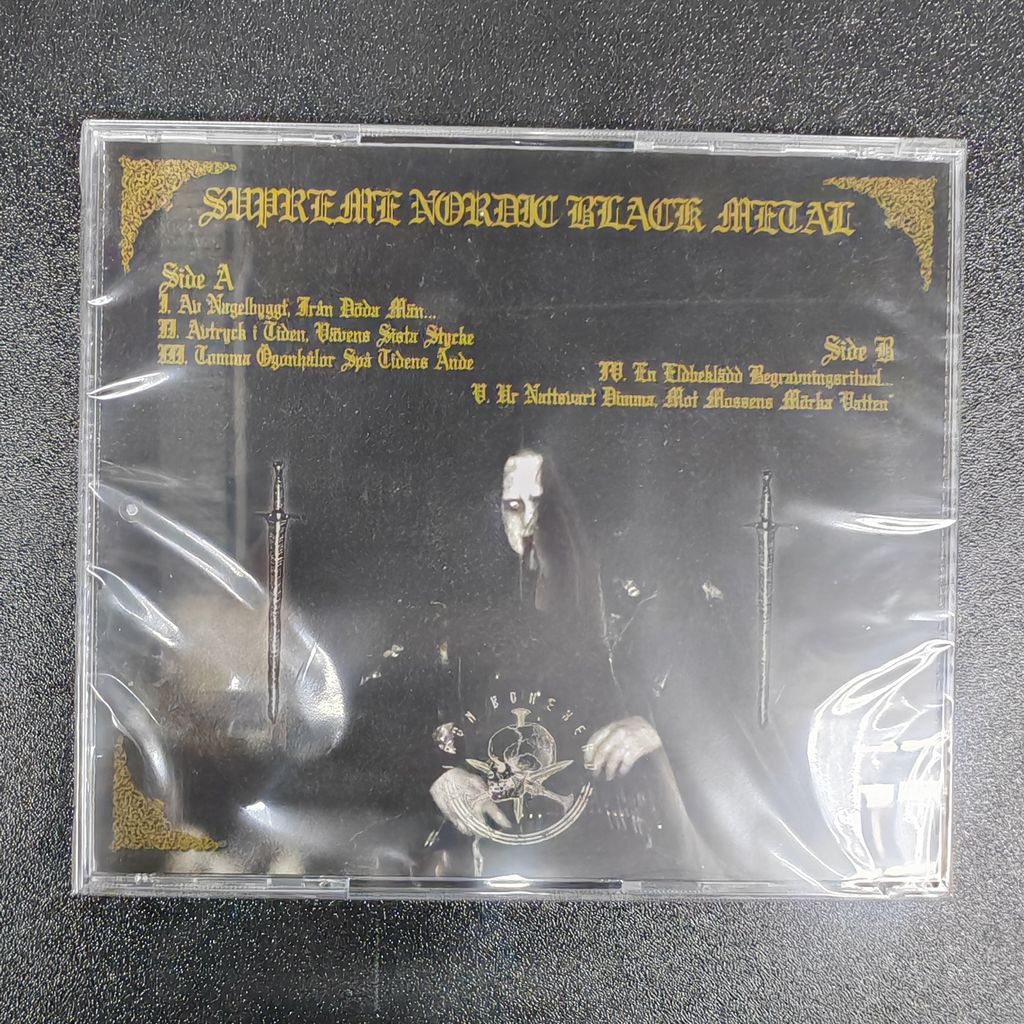 SUPREME NORDIC BLACK METAL
Side A
I. Av Nagelbyggt, Från Döda Män...
II. Avtryck i Tiden, Vävens Sista Stycke
III. Tomma Ögonhålor Spå Tidens Ände
Side B
IV. En Eldbeklädd Begravningsritual...
V. Ur Nattsvart Dimma, Mot Mossens Mörka Vatten